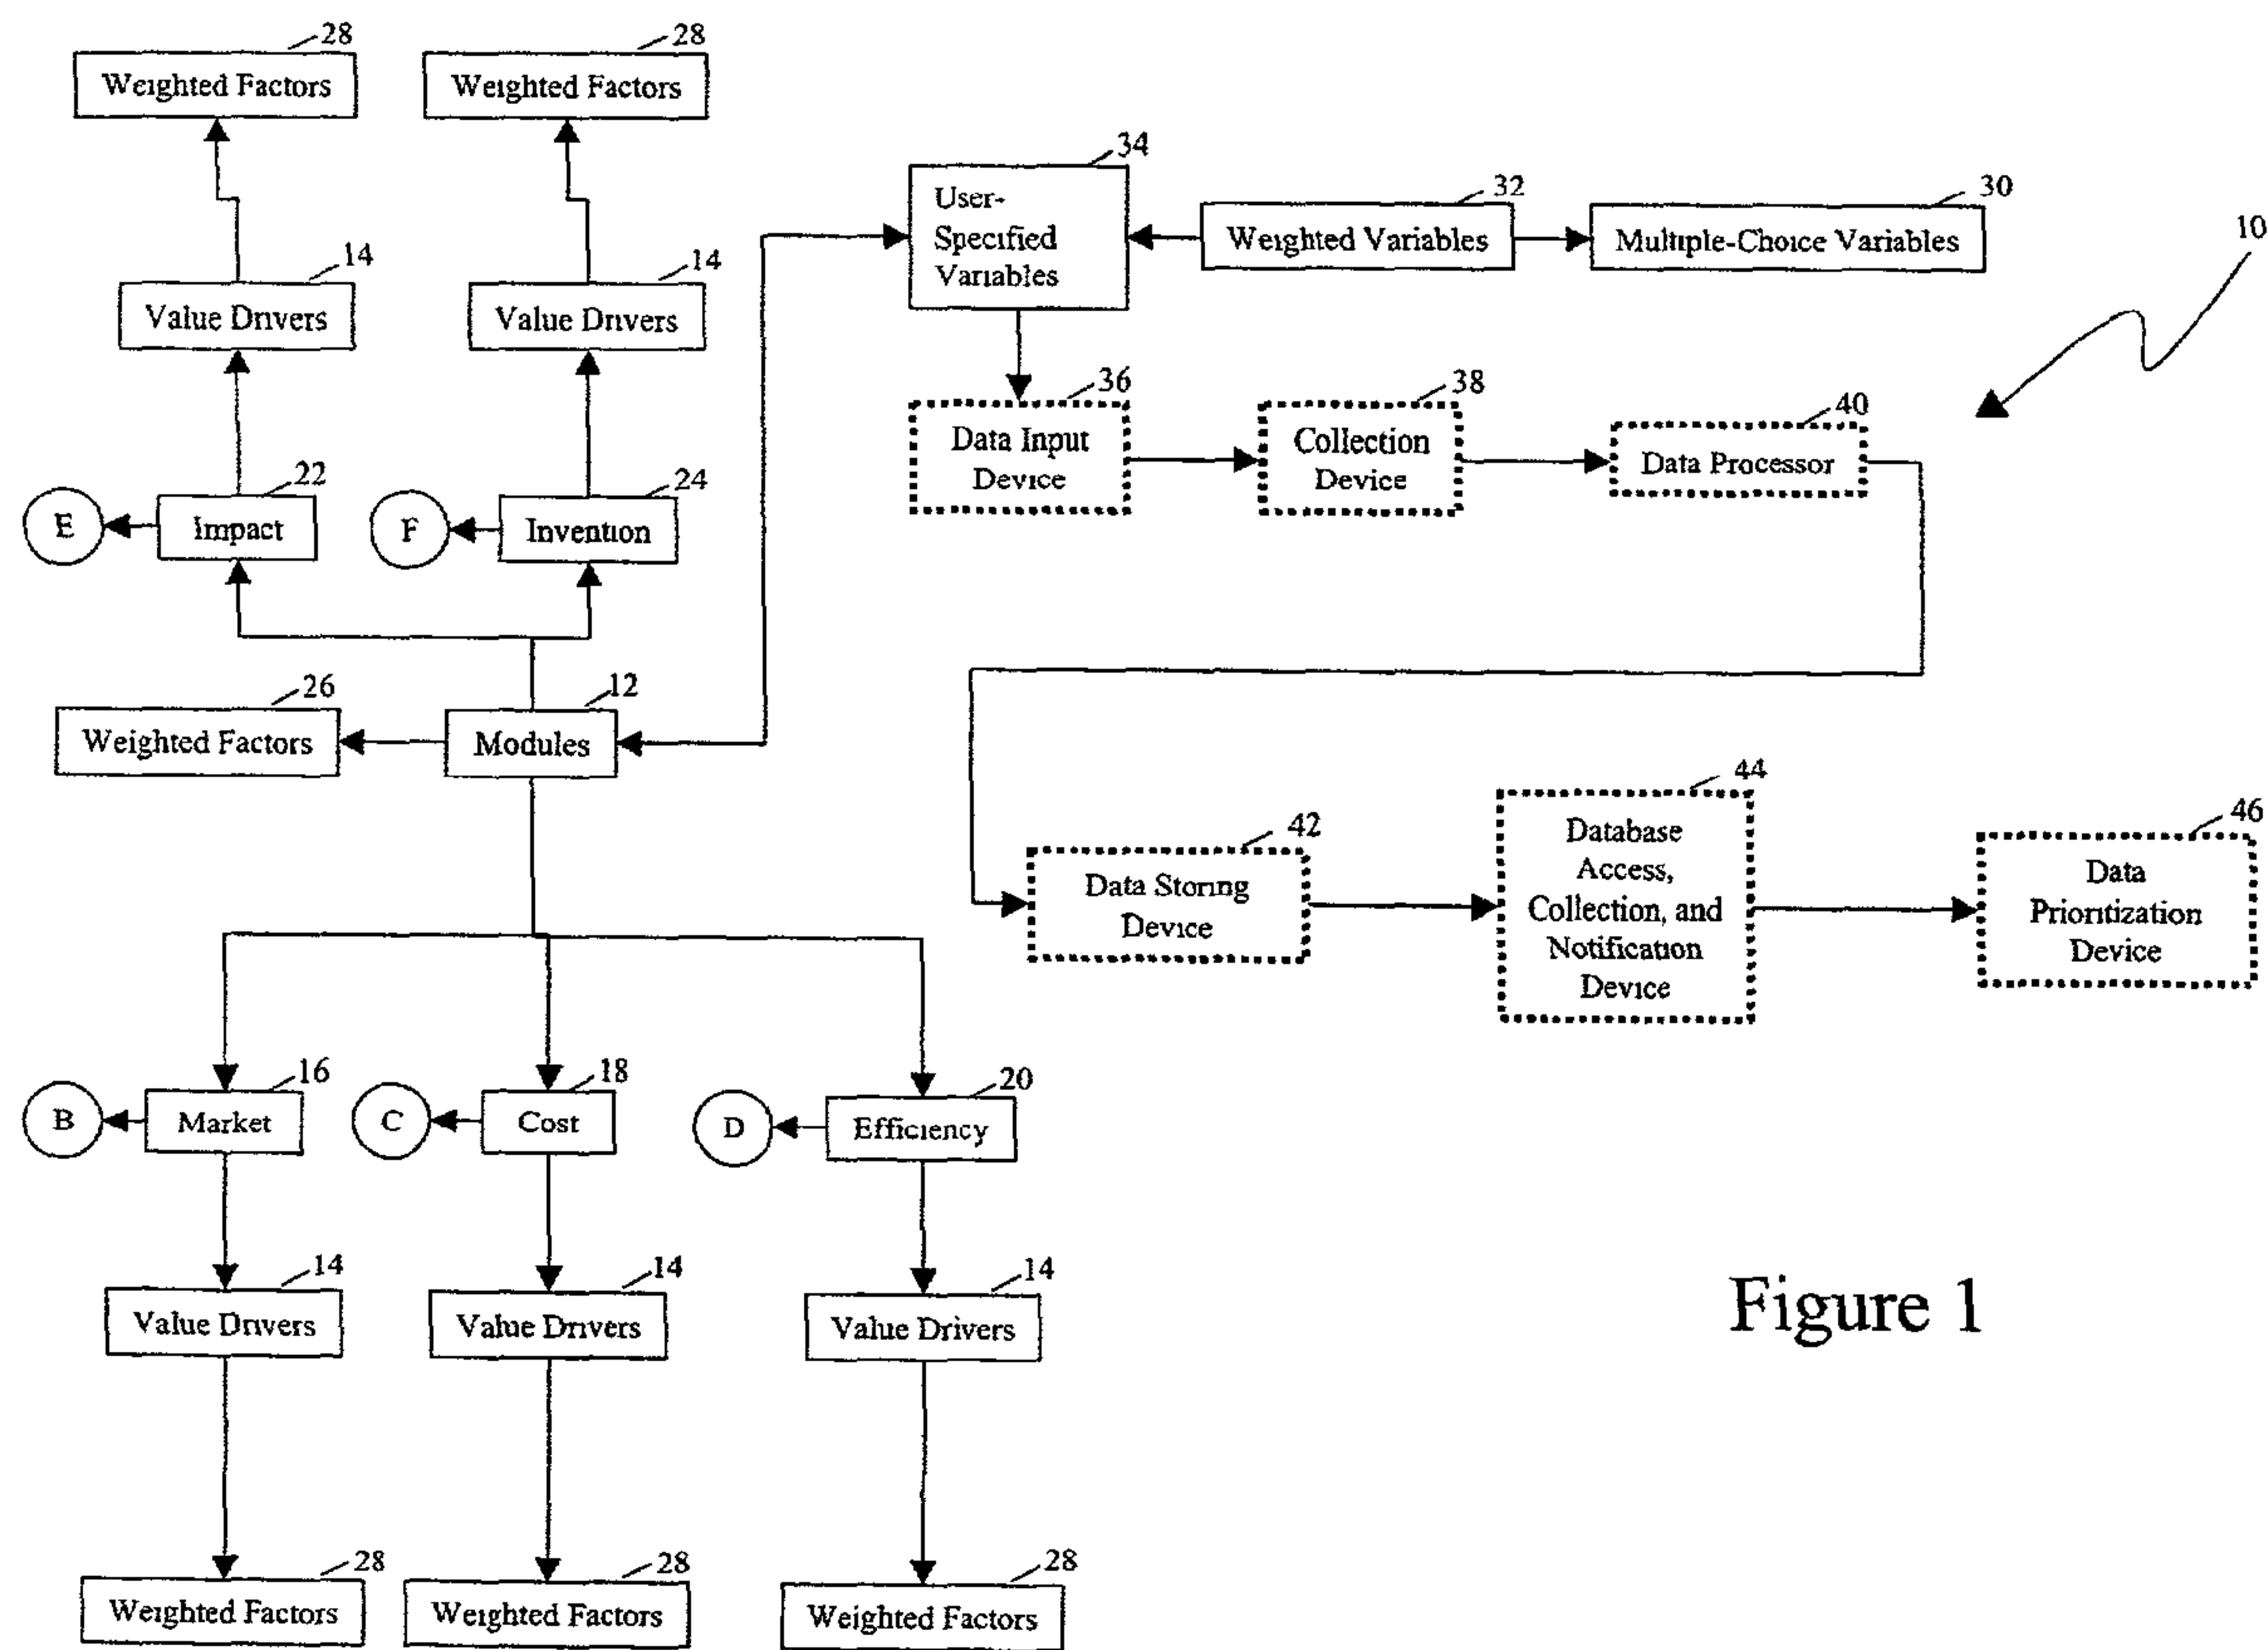 28
Weighted Factors
28
Weighted Factors
34
User-
Specified
Variables
32
Weighted Variables
30
Multiple-Choice Variables
10
14
Value Drivers
14
Value Drivers
36
Data Input
Device
38
Collection
Device
40
Data Processor
E
22
Impact
F
24
Invention
26
Weighted Factors
12
Modules
42
Data Storing
Device
44
Database
Access,
Collection, and
Notification
Device
46
Data
Prioritization
Device
B
16
Market
C
18
Cost
D
20
Efficiency
14
Value Drivers
14
Value Drivers
14
Value Drivers
Figure 1
28
Weighted Factors
28
Weighted Factors
28
Weighted Factors